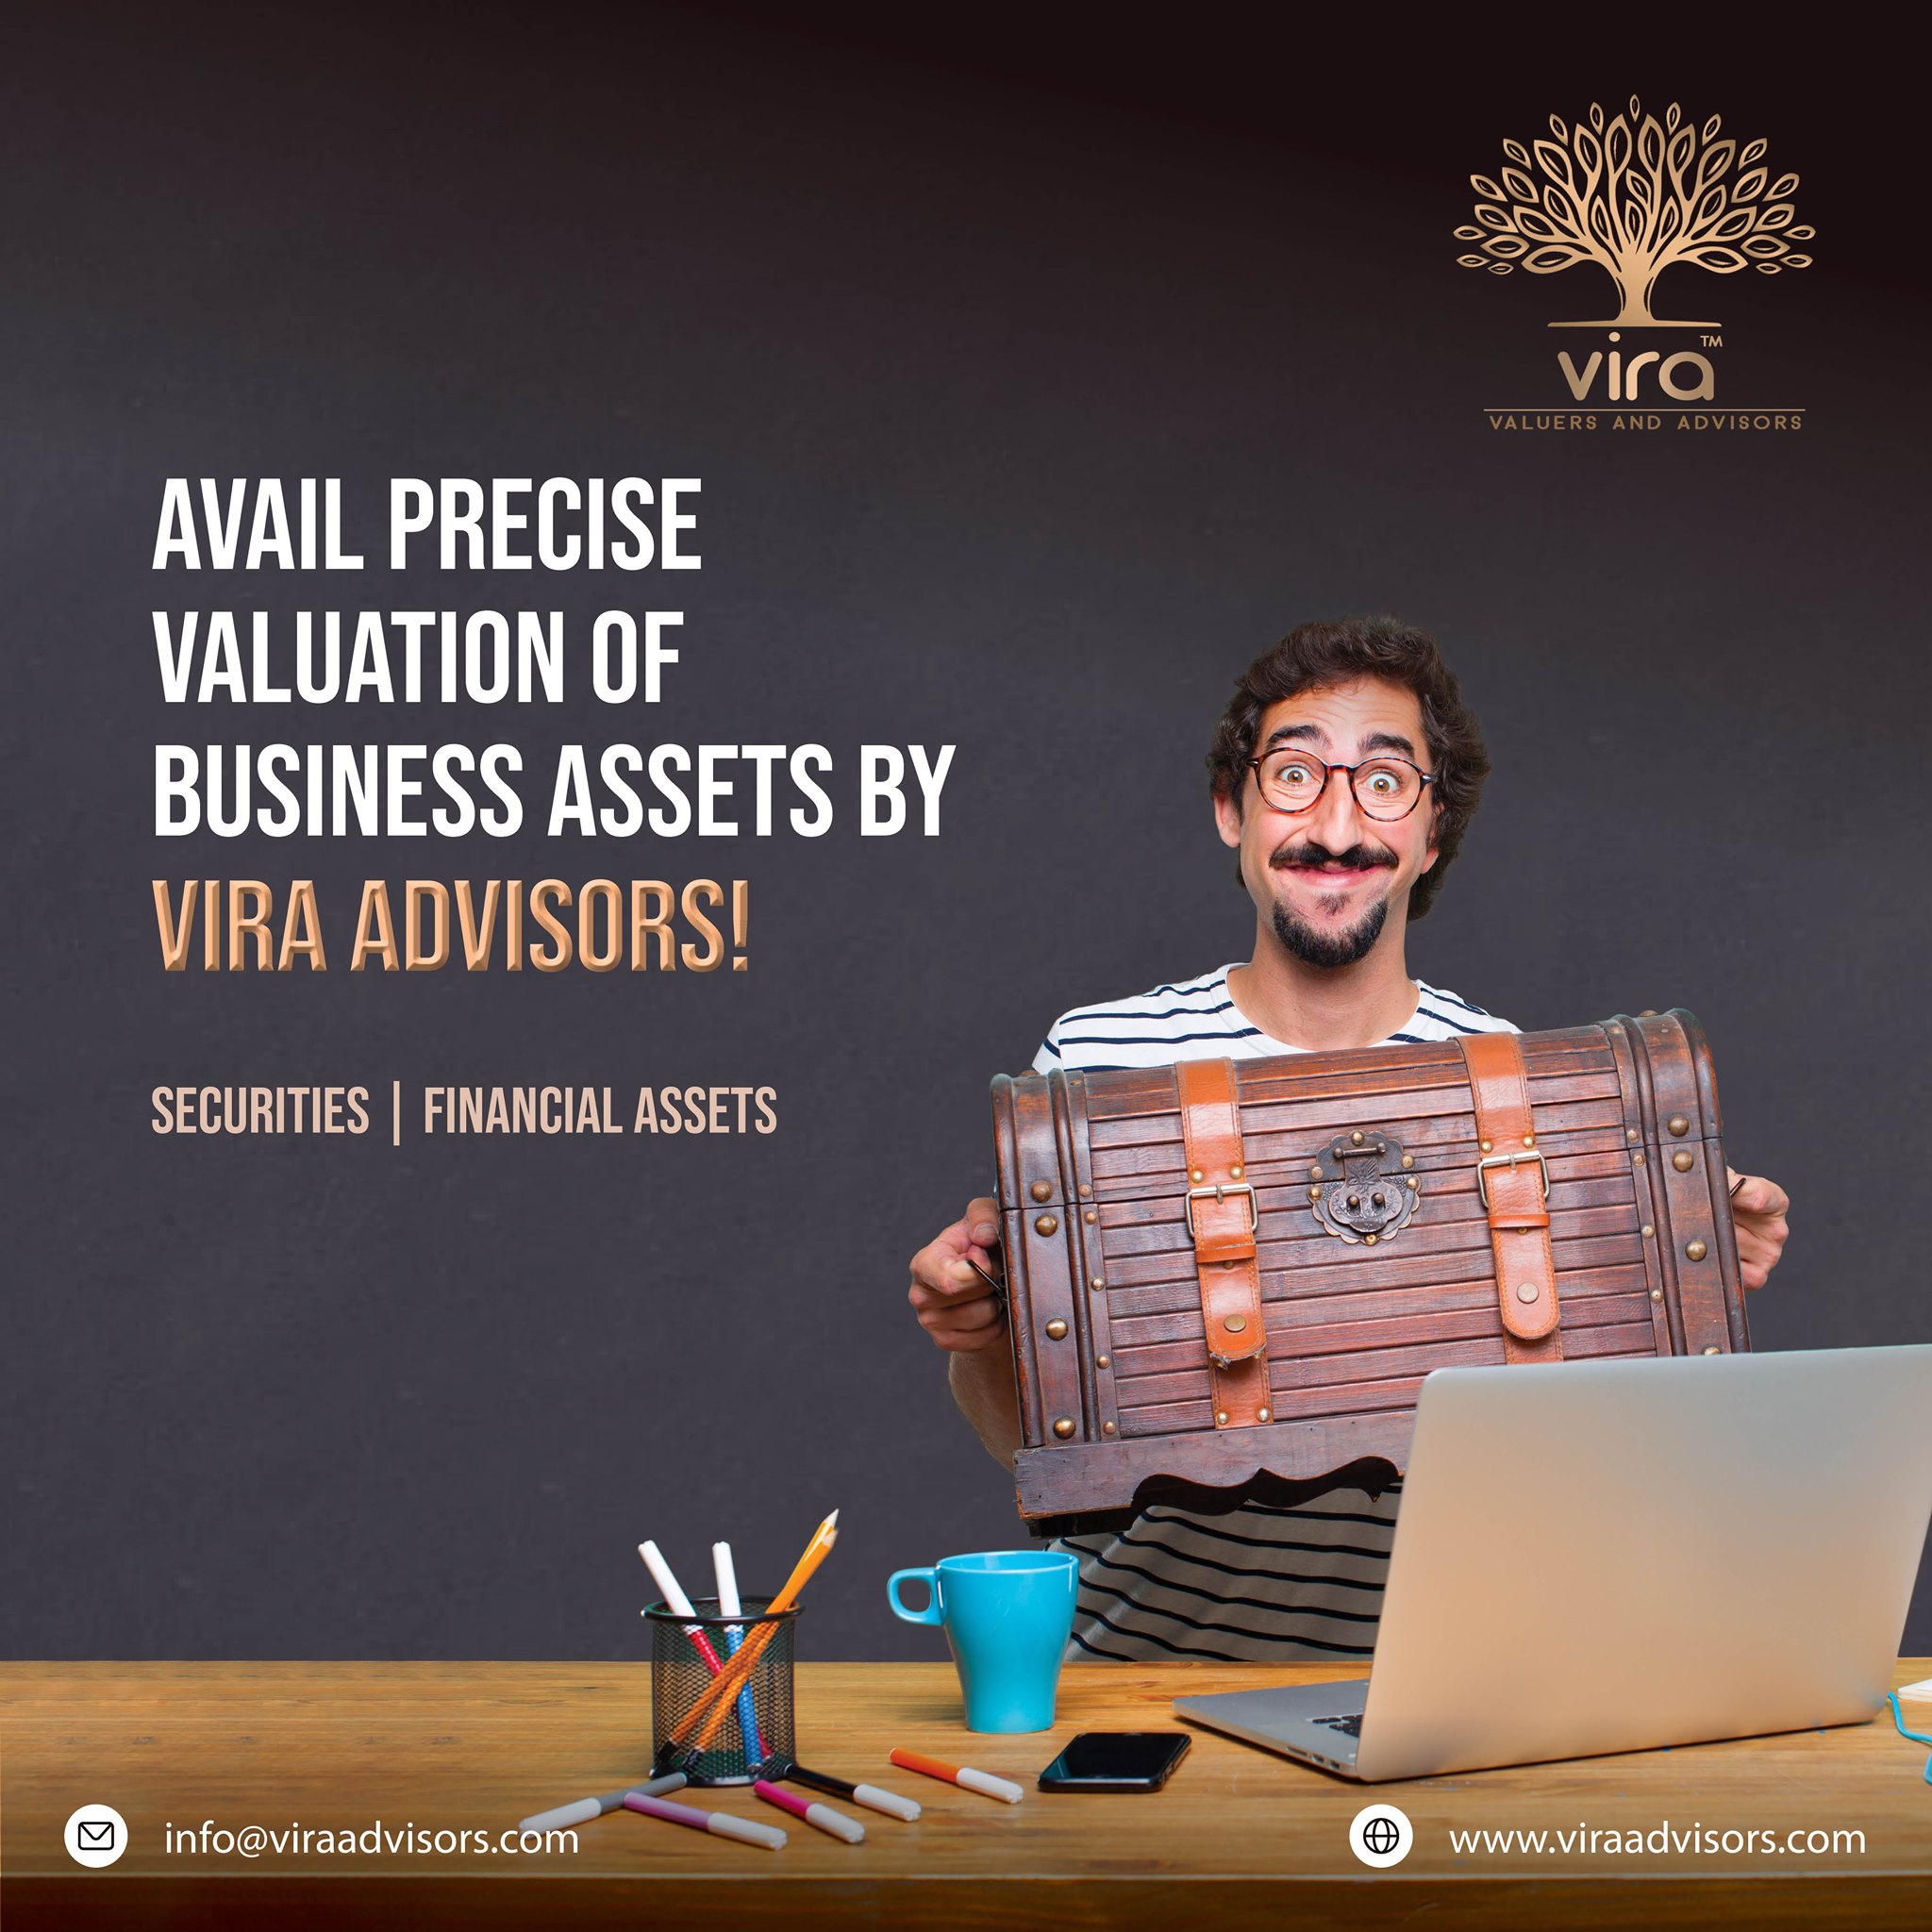 vira™
VALUERS AND ADVISORS
AVAIL PRECISE
VALUATION OF
BUSINESS ASSETS BY
VIRA ADVISORS!
SECURITIES | FINANCIAL ASSETS
info@viraadvisors.com
www.viraadvisors.com